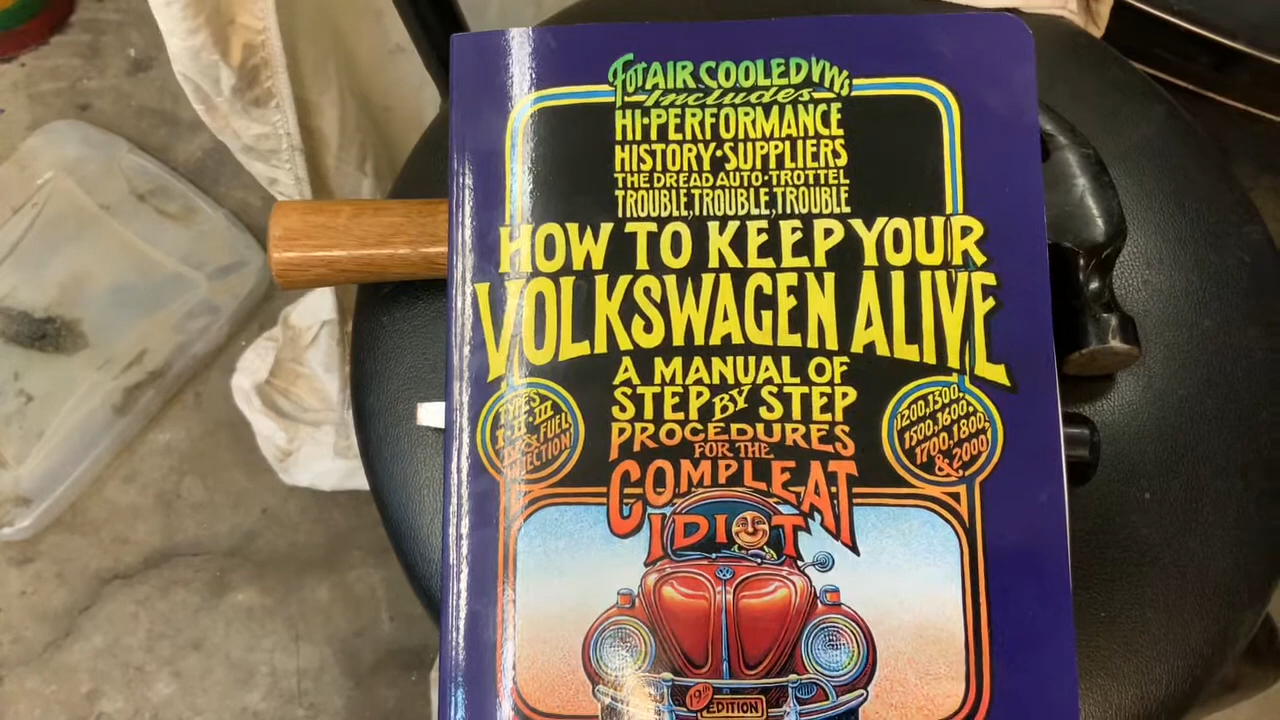 For AIR COOLED VWs
Includes
HI-PERFORMANCE
HISTORY·SUPPLIERS
THE DREAD AUTO·TROTTEL
TROUBLE, TROUBLE, TROUBLE
HOW TO KEEP YOUR
VOLKSWAGEN ALIVE
A MANUAL OF
STEP BY STEP
PROCEDURES
FOR THE
COMPLEAT
IDIOT
TYPES
I·II·III
IV & FUEL
INJECTION
1200, 1300,
1500, 1600,
1700, 1800,
& 2000
19th
EDITION